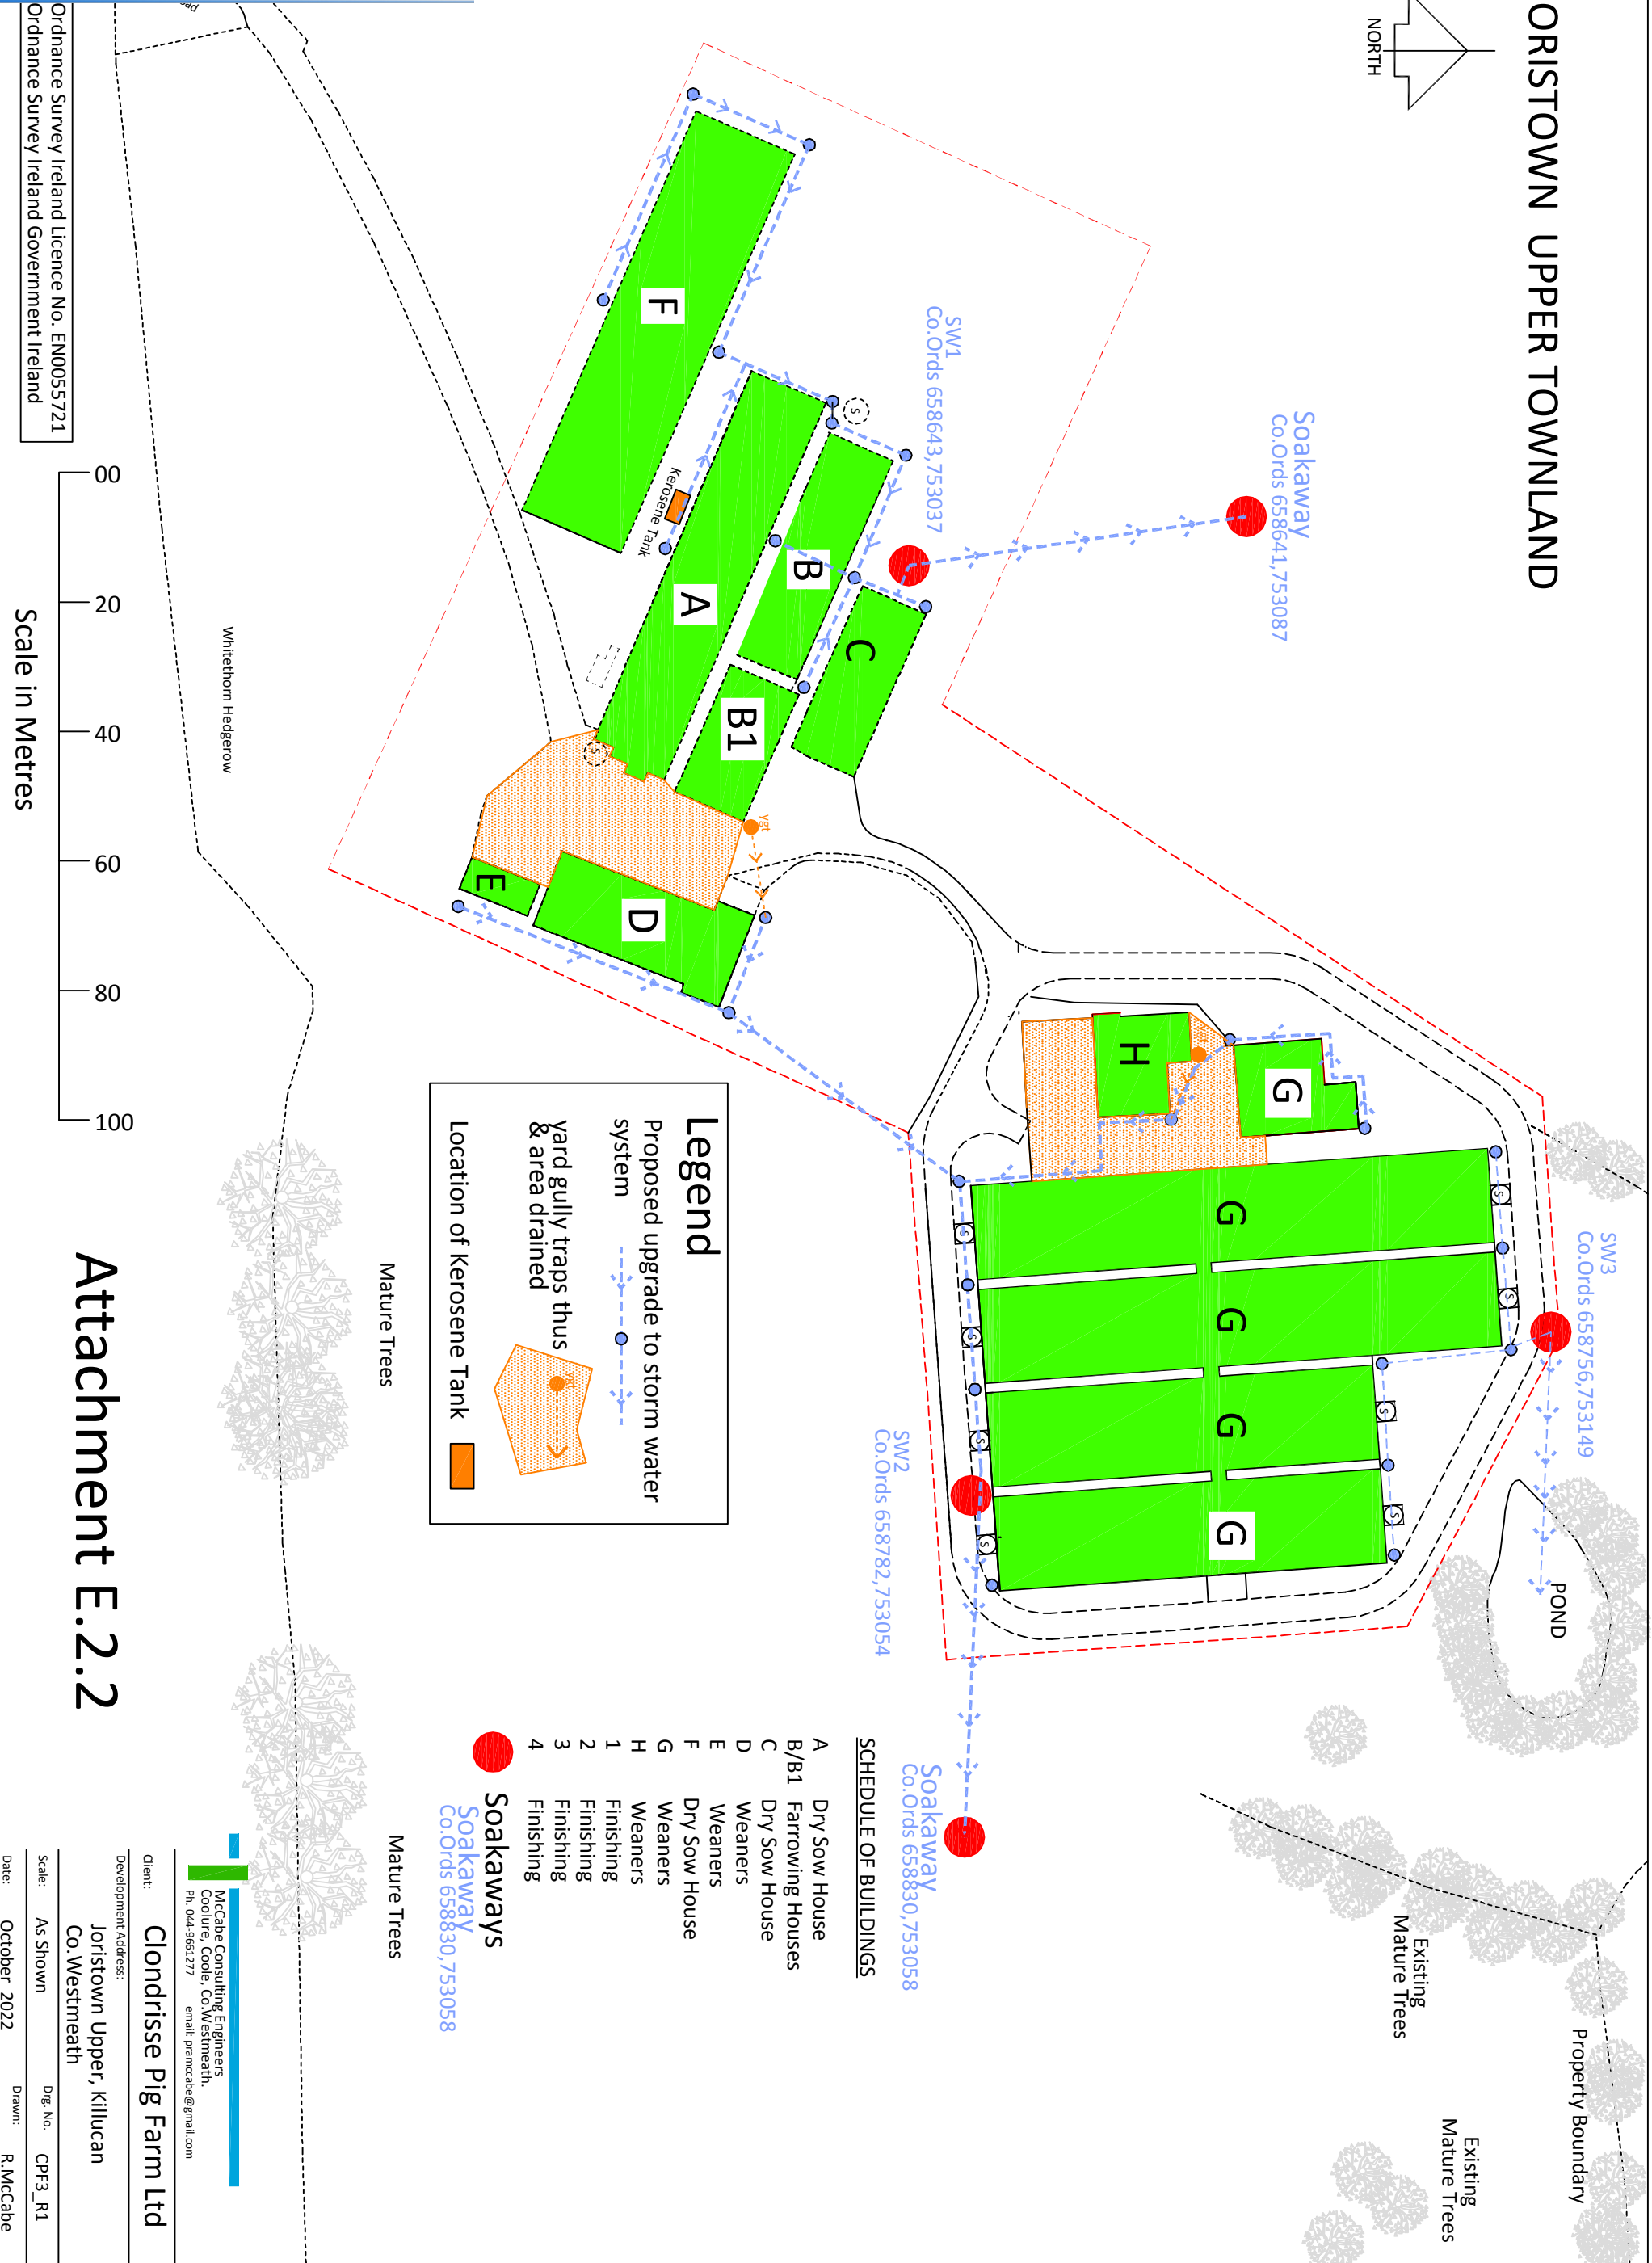 ORISTOWN UPPER TOWNLAND
NORTH
Soakaway
Co.Ords 658641,753087
SW1
Co.Ords 658643,753037
SW3
Co.Ords 658756,753149
POND
F
A
B
B1
C
D
E
H
G
G
G
G
G
S
S
S
S
S
S
S
S
S
S
Kerosene Tank
ygt
SW2
Co.Ords 658782,753054
Soakaway
Co.Ords 658830,753058
Existing
Mature Trees
Property Boundary
Existing
Mature Trees
Legend
Proposed upgrade to storm water
system
yard gully traps thus
& area drained
ygt
Location of Kerosene Tank
SCHEDULE OF BUILDINGS
A Dry Sow House
B/B1 Farrowing Houses
C Dry Sow House
D Weaners
E Weaners
F Dry Sow House
G Weaners
H Weaners
1 Finishing
2 Finishing
3 Finishing
4 Finishing
Soakaways
Soakaway
Co.Ords 658830,753058
Mature Trees
Mature Trees
Whitethorn Hedgerow
00 20 40 60 80 100
Scale in Metres
Ordnance Survey Ireland Licence No. EN0055721
Ordnance Survey Ireland Government Ireland
Attachment E.2.2
McCabe Consulting Engineers
Coolure, Coole, Co.Westmeath.
Ph. 044-9661277 email: pramccabe@gmail.com
Client: Clondrisse Pig Farm Ltd
Development Address:
Joristown Upper, Killucan
Co.Westmeath
Scale: As Shown Drg. No. CPF3_R1
Date: October 2022 Drawn: R.McCabe